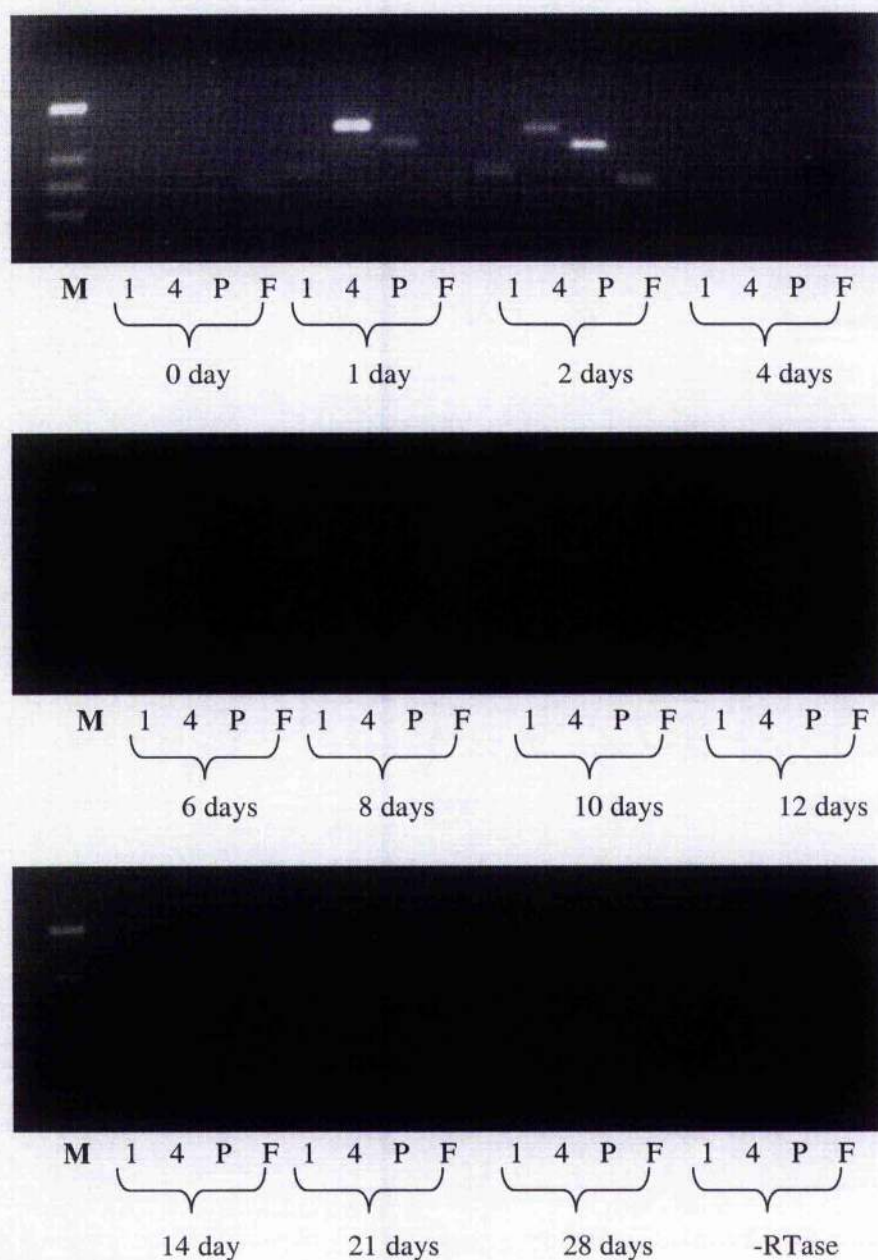 M 1 4 P F 1 4 P F 1 4 P F 1 4 P F
0 day 1 day 2 days 4 days
M 1 4 P F 1 4 P F 1 4 P F 1 4 P F
6 days 8 days 10 days 12 days
M 1 4 P F 1 4 P F 1 4 P F 1 4 P F
14 day 21 days 28 days -RTase